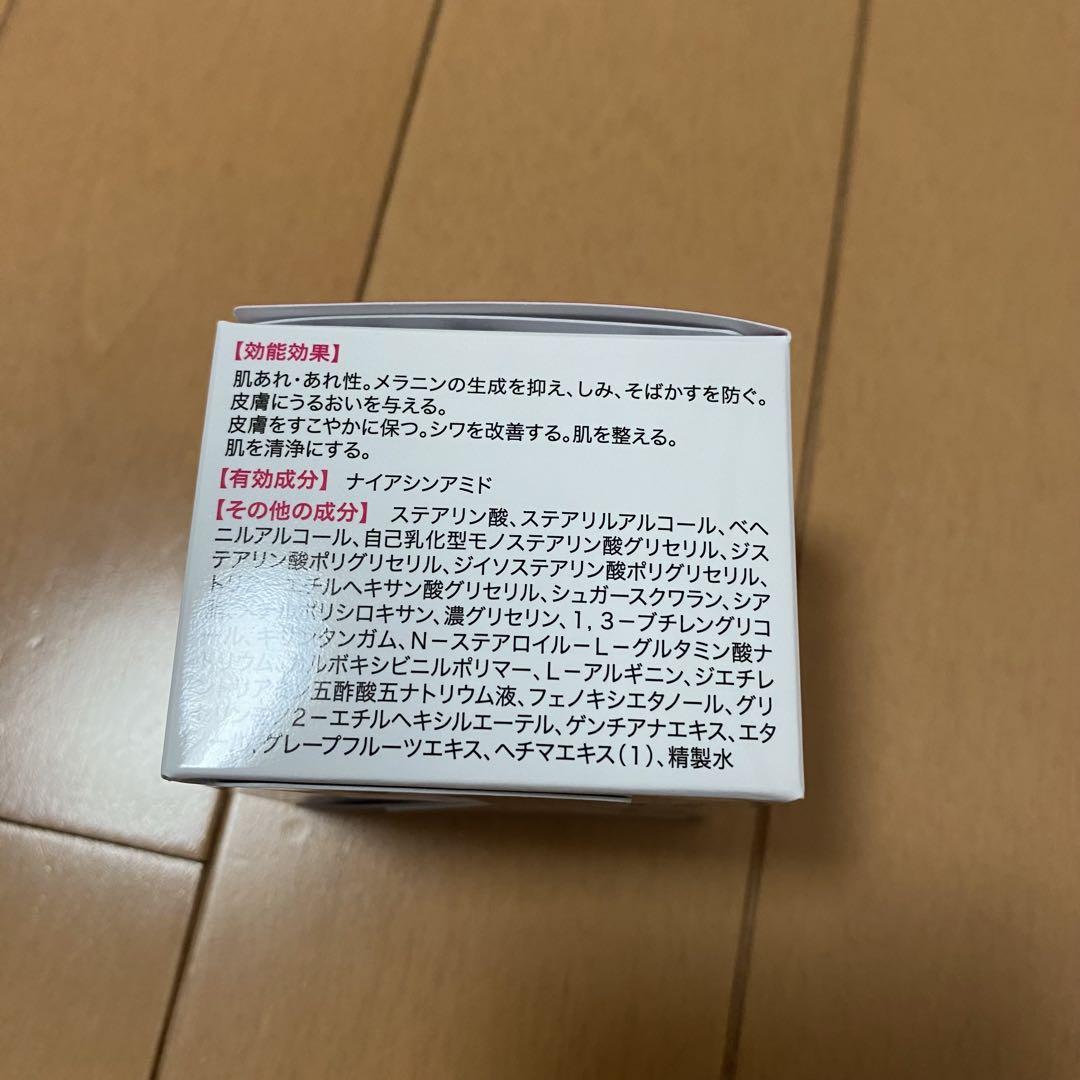 【効能効果】
肌あれ・あれ性。メラニンの生成を抑え、しみ、そばかすを防ぐ。
皮膚にうるおいを与える。
皮膚をすこやかに保つ。シワを改善する。肌を整える。
肌を清浄にする。
【有効成分】 ナイアシンアミド
【その他の成分】 ステアリン酸、ステアリルアルコール、ベヘ
ニルアルコール、自己乳化型モノステアリン酸グリセリル、ジス
テアリン酸ポリグリセリル、ジイソステアリン酸ポリグリセリル、
チルヘキサン酸グリセリル、シュガースクワラン、シア
ポリシロキサン、濃グリセリン、1,3−ブチレングリコ
ール、キサンタンガム、N−ステアロイル−L−グルタミン酸ナ
トリウム、カルボキシビニルポリマー、L−アルギニン、ジエチレ
ントリアミン五酢酸五ナトリウム液、フェノキシエタノール、グリ
2−エチルヘキシルエーテル、ゲンチアナエキス、エタ
グレープフルーツエキス、ヘチマエキス(1)、精製水